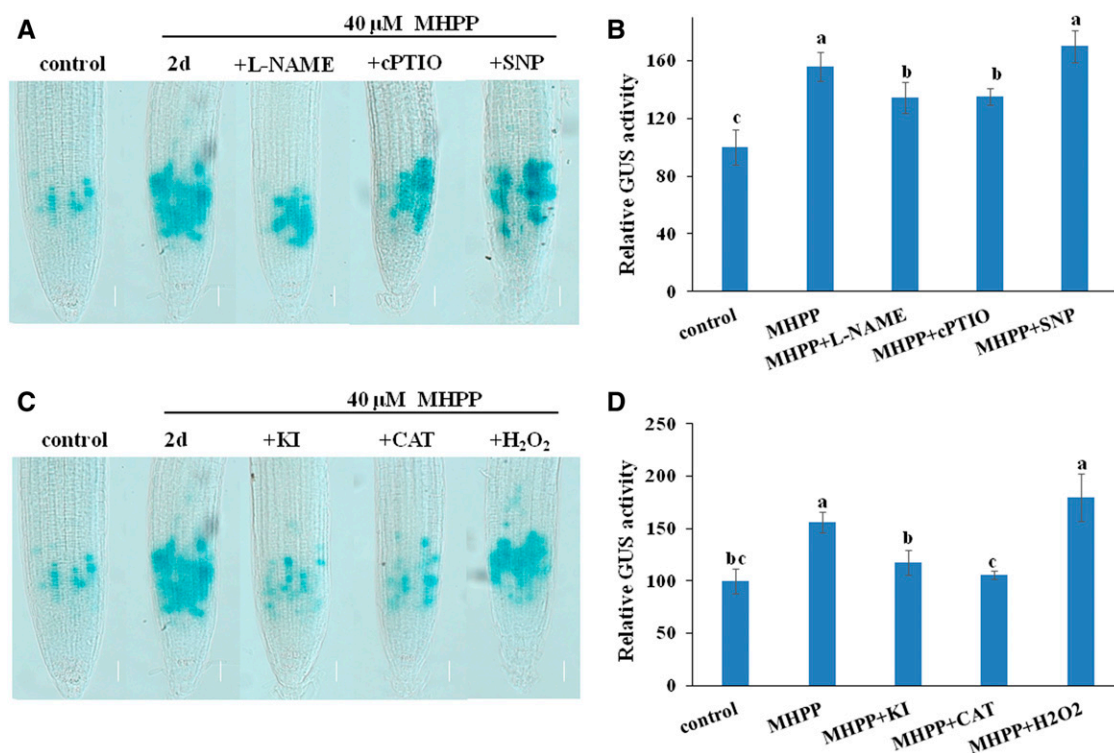 A
40 µM MHPP
control 2d +L-NAME +cPTIO +SNP
B
Relative GUS activity
160
120
80
40
0
c
a
b
b
a
control
MHPP
MHPP+L-NAME
MHPP+cPTIO
MHPP+SNP
C
40 µM MHPP
control 2d +KI +CAT +H₂O₂
D
Relative GUS activity
250
200
150
100
50
0
bc
a
b
c
a
control
MHPP
MHPP+KI
MHPP+CAT
MHPP+H2O2